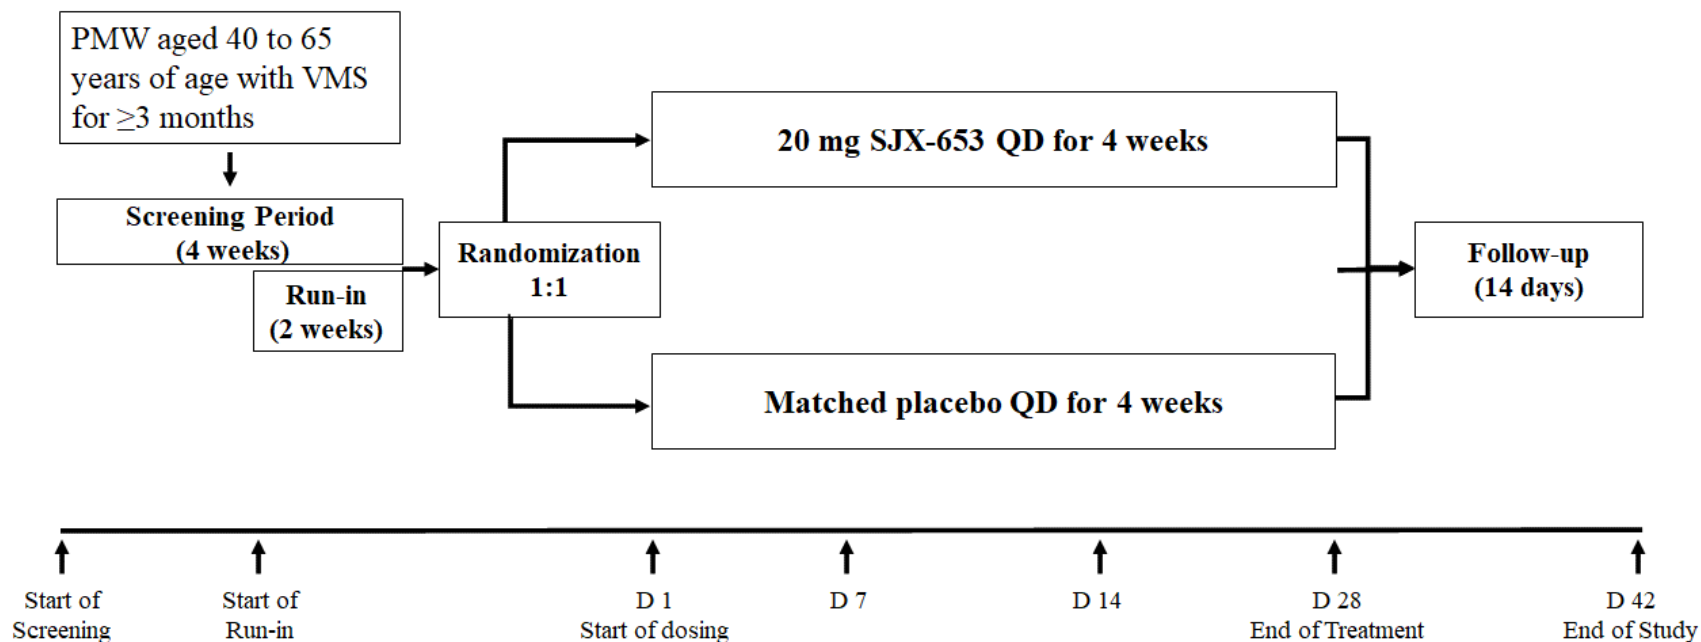 PMW aged 40 to 65
years of age with VMS
for ≥3 months
Screening Period
(4 weeks)
Run-in
(2 weeks)
Randomization
1:1
20 mg SJX-653 QD for 4 weeks
Matched placebo QD for 4 weeks
Follow-up
(14 days)
Start of
Screening
Start of
Run-in
D 1
Start of dosing
D 7
D 14
D 28
End of Treatment
D 42
End of Study